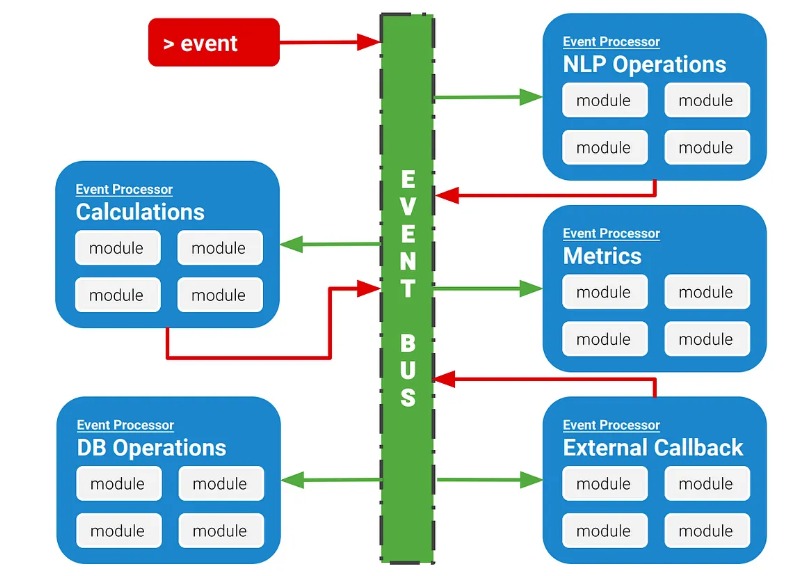 > event
Event Processor
NLP Operations
module module
module module
Event Processor
Calculations
module module
module module
EVENT BUS
Event Processor
Metrics
module module
module module
Event Processor
DB Operations
module module
module module
Event Processor
External Callback
module module
module module